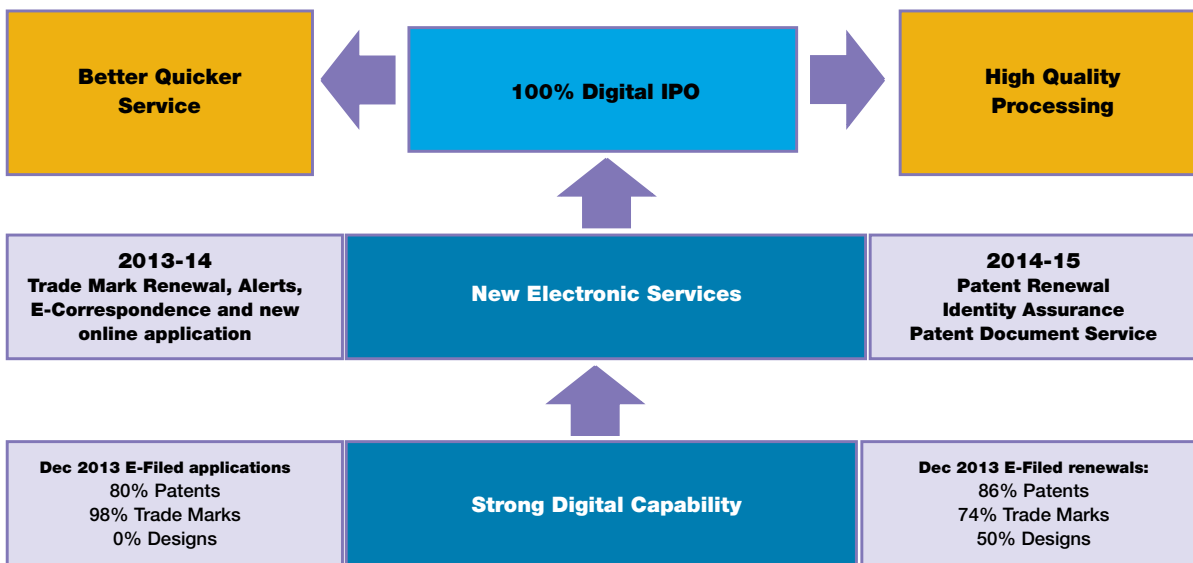 Better Quicker
Service
100% Digital IPO
High Quality
Processing
2013-14
Trade Mark Renewal, Alerts,
E-Correspondence and new
online application
New Electronic Services
2014-15
Patent Renewal
Identity Assurance
Patent Document Service
Dec 2013 E-Filed applications
80% Patents
98% Trade Marks
0% Designs
Strong Digital Capability
Dec 2013 E-Filed renewals:
86% Patents
74% Trade Marks
50% Designs